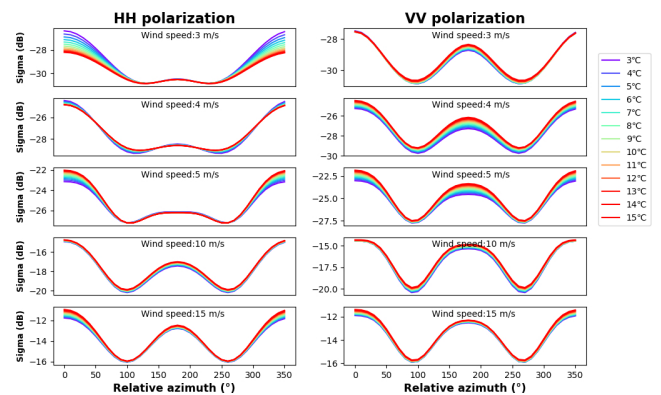 HH polarization
VV polarization
Sigma (dB)
−28
−30
Wind speed:3 m/s
−28
−30
Wind speed:3 m/s
Sigma (dB)
−26
−28
Wind speed:4 m/s
−26
−28
−30
Wind speed:4 m/s
Sigma (dB)
−22
−24
−26
Wind speed:5 m/s
−22.5
−25.0
−27.5
Wind speed:5 m/s
Sigma (dB)
−16
−18
−20
Wind speed:10 m/s
−15.0
−17.5
−20.0
Wind speed:10 m/s
Sigma (dB)
−12
−14
−16
Wind speed:15 m/s
−12
−14
−16
Wind speed:15 m/s
0 50 100 150 200 250 300 350
0 50 100 150 200 250 300 350
Relative azimuth (°)
Relative azimuth (°)
3℃
4℃
5℃
6℃
7℃
8℃
9℃
10℃
11℃
12℃
13℃
14℃
15℃